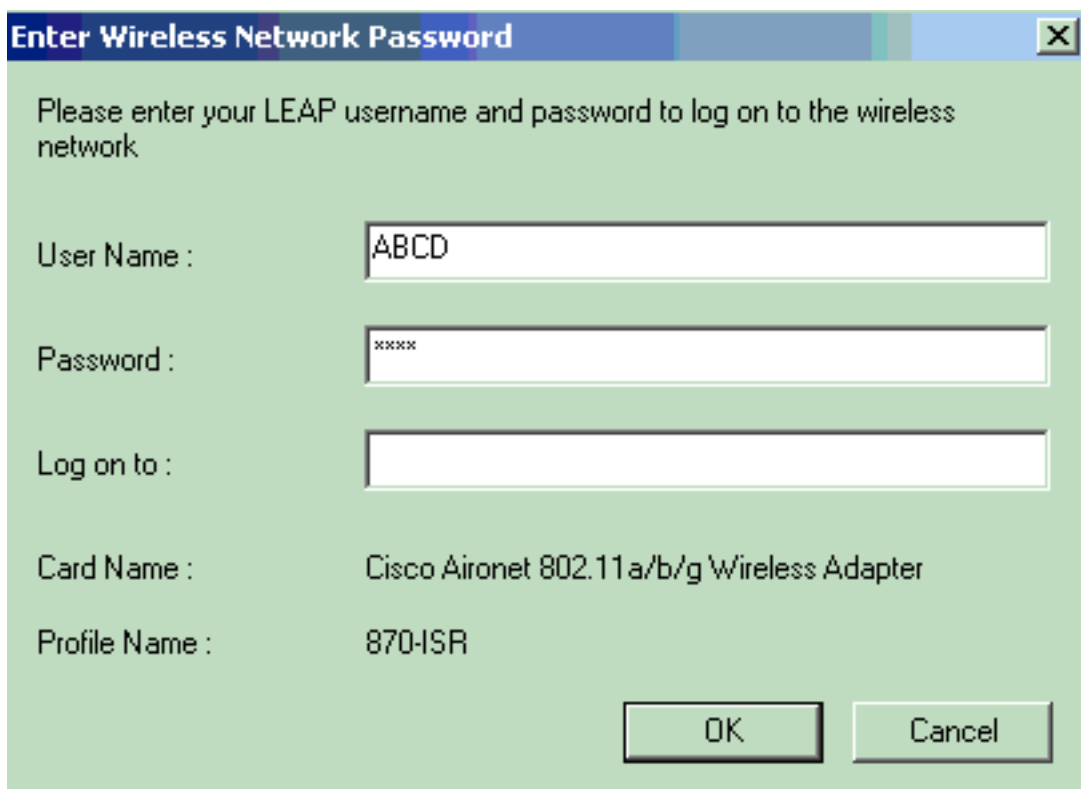 Enter Wireless Network Password
Please enter your LEAP username and password to log on to the wireless
network
User Name : ABCD
Password : ****
Log on to :
Card Name : Cisco Aironet 802.11a/b/g Wireless Adapter
Profile Name : 870-ISR
OK Cancel